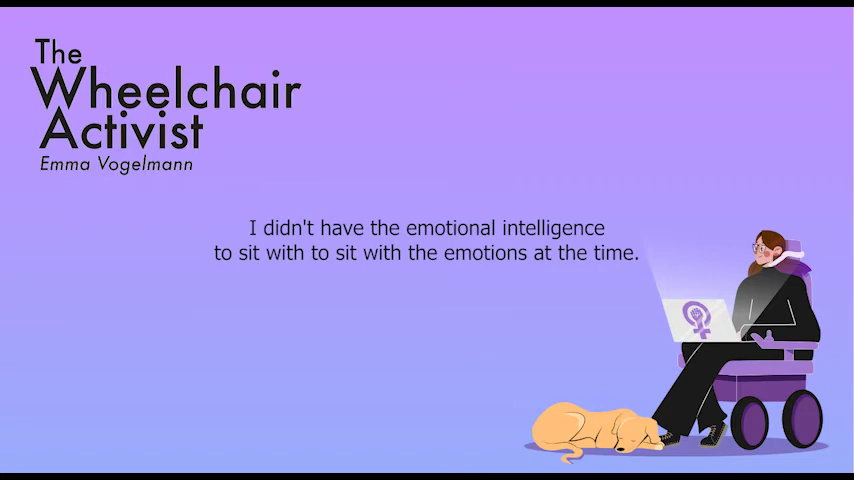 The
Wheelchair
Activist
Emma Vogelmann
I didn't have the emotional intelligence
to sit with to sit with the emotions at the time.